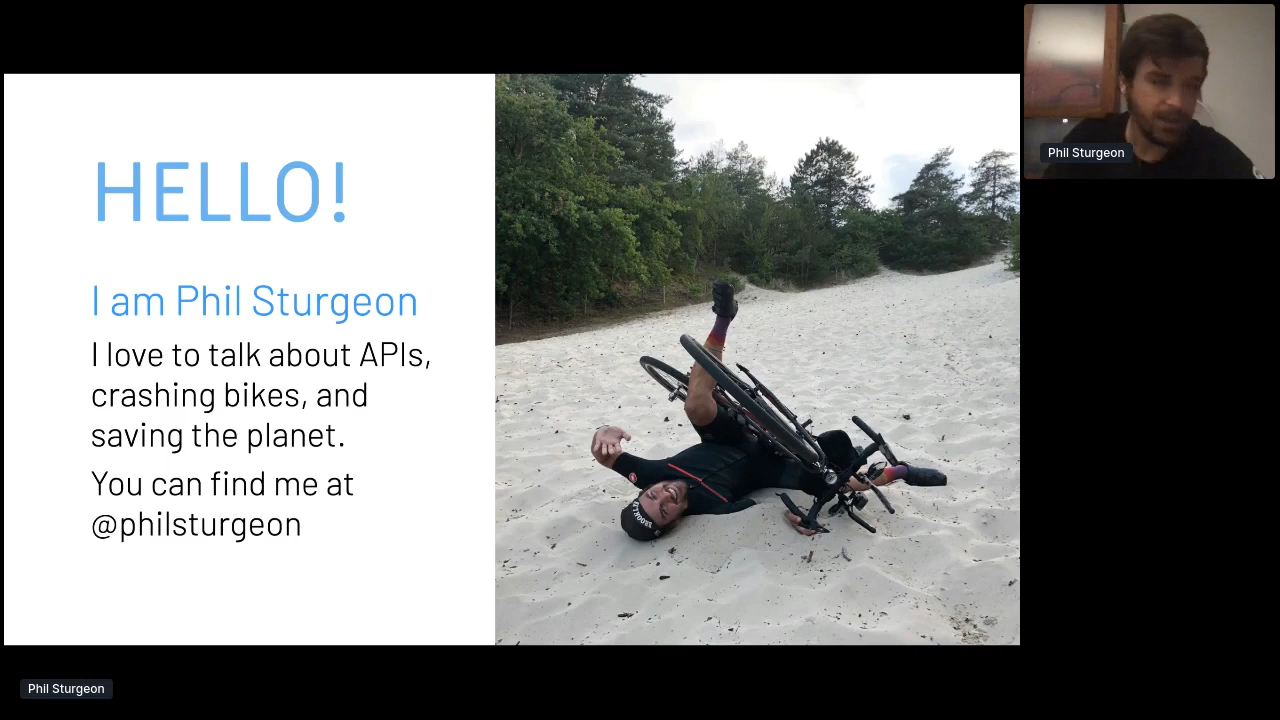 HELLO!
I am Phil Sturgeon
I love to talk about APIs,
crashing bikes, and
saving the planet.
You can find me at
@philsturgeon
Phil Sturgeon
Phil Sturgeon